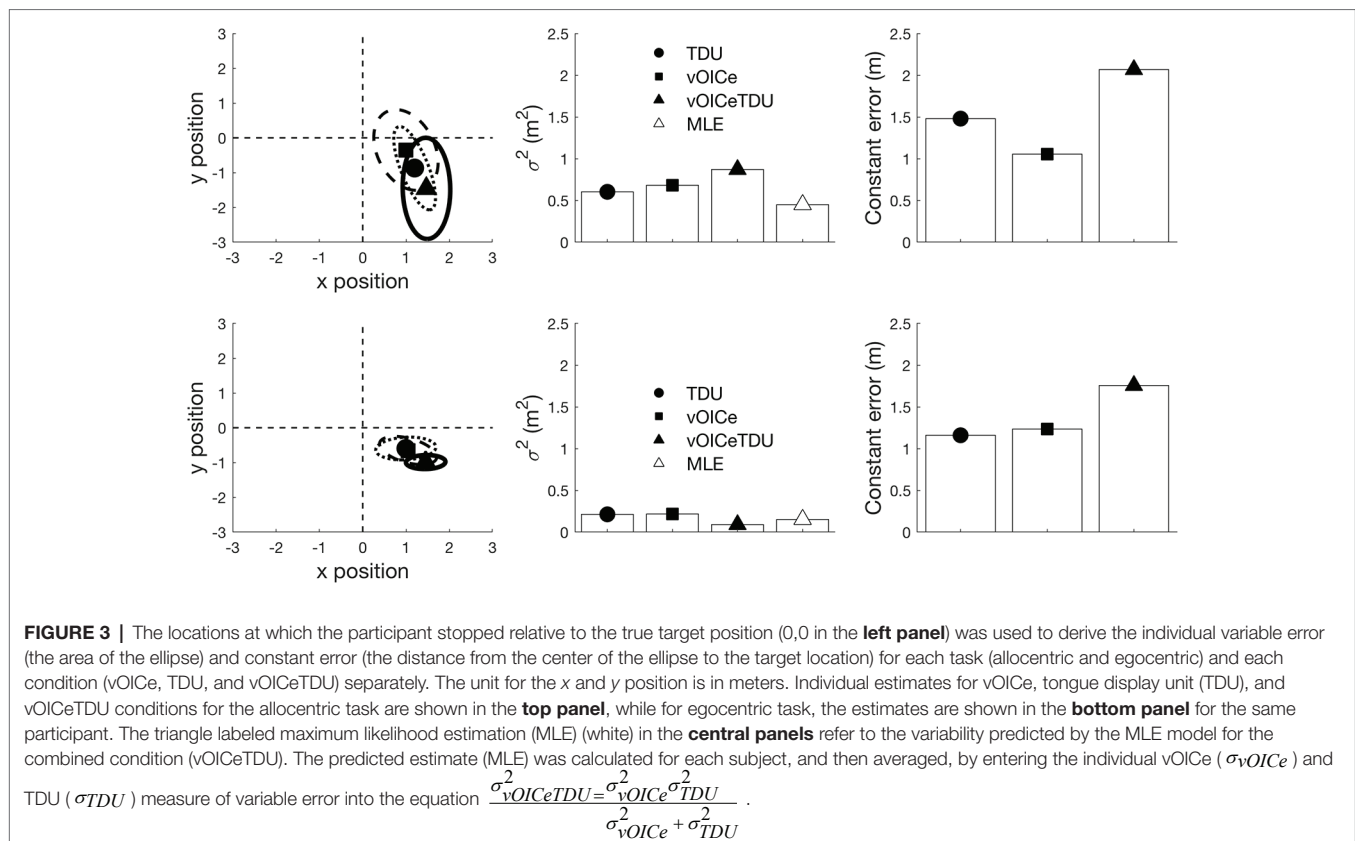 3
2
1
0
-1
-2
-3
y position
-3 -2 -1 0 1 2 3
x position
2.5
2
1.5
1
0.5
0
σ² (m²)
TDU
vOICe
vOICeTDU
MLE
2.5
2
1.5
1
0.5
0
Constant error (m)
3
2
1
0
-1
-2
-3
y position
-3 -2 -1 0 1 2 3
x position
2.5
2
1.5
1
0.5
0
σ² (m²)
TDU
vOICe
vOICeTDU
MLE
2.5
2
1.5
1
0.5
0
Constant error (m)
FIGURE 3 | The locations at which the participant stopped relative to the true target position (0,0 in the left panel) was used to derive the individual variable error
(the area of the ellipse) and constant error (the distance from the center of the ellipse to the target location) for each task (allocentric and egocentric) and each
condition (vOICe, TDU, and vOICeTDU) separately. The unit for the x and y position is in meters. Individual estimates for vOICe, tongue display unit (TDU), and
vOICeTDU conditions for the allocentric task are shown in the top panel, while for egocentric task, the estimates are shown in the bottom panel for the same
participant. The triangle labeled maximum likelihood estimation (MLE) (white) in the central panels refer to the variability predicted by the MLE model for the
combined condition (vOICeTDU). The predicted estimate (MLE) was calculated for each subject, and then averaged, by entering the individual vOICe ( σvOICe ) and
TDU ( σTDU ) measure of variable error into the equation σ²vOICeTDU=σ²vOICeσ²TDU
σ²vOICe + σ²TDU .